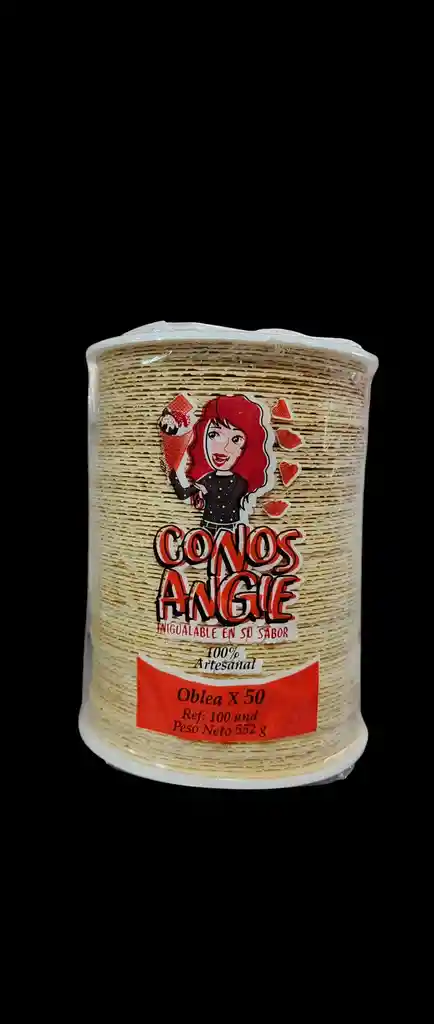 CONOS
ANGIE
INIGUALABLE EN SU SABOR
100%
Artesanal
Oblea X 50
Ref: 100 und
Peso Neto 552 g